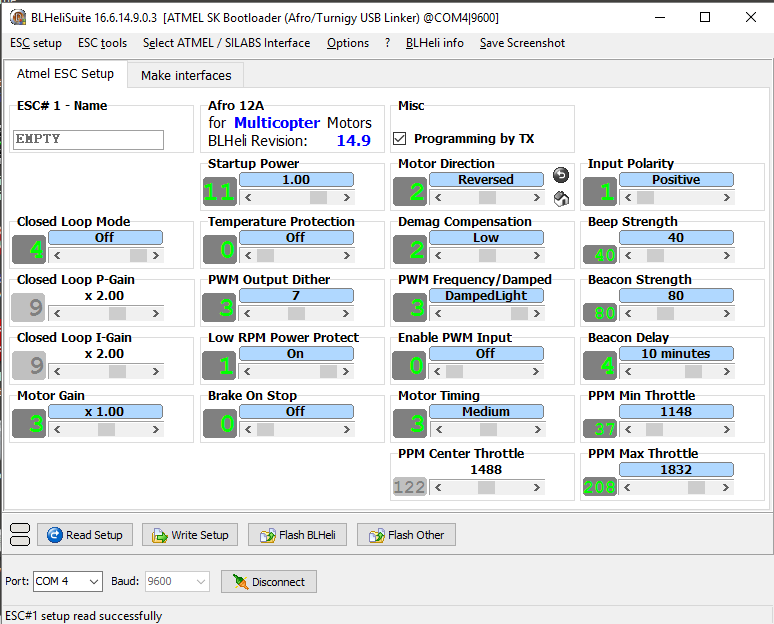 BLHeliSuite 16.6.14.9.0.3 [ATMEL SK Bootloader (Afro/Turnigy USB Linker) @COM4|9600]
ESC setup ESC tools Select ATMEL / SILABS Interface Options ? BLHeli info Save Screenshot
Atmel ESC Setup Make interfaces
ESC# 1 - Name
EMPTY
Afro 12A
for Multicopter Motors
BLHeli Revision: 14.9
Misc
Programming by TX
Startup Power
11 1.00
Motor Direction
2 Reversed
Input Polarity
1 Positive
Closed Loop Mode
4 Off
Temperature Protection
0 Off
Demag Compensation
2 Low
Beep Strength
40 40
Closed Loop P-Gain
9 x 2.00
PWM Output Dither
3 7
PWM Frequency/Damped
3 DampedLight
Beacon Strength
80 80
Closed Loop I-Gain
9 x 2.00
Low RPM Power Protect
1 On
Enable PWM Input
0 Off
Beacon Delay
4 10 minutes
Motor Gain
3 x 1.00
Brake On Stop
0 Off
Motor Timing
3 Medium
PPM Min Throttle
37 1148
PPM Center Throttle
122 1488
PPM Max Throttle
208 1832
Read Setup Write Setup Flash BLHeli Flash Other
Port: COM 4 Baud: 9600 Disconnect
ESC#1 setup read successfully